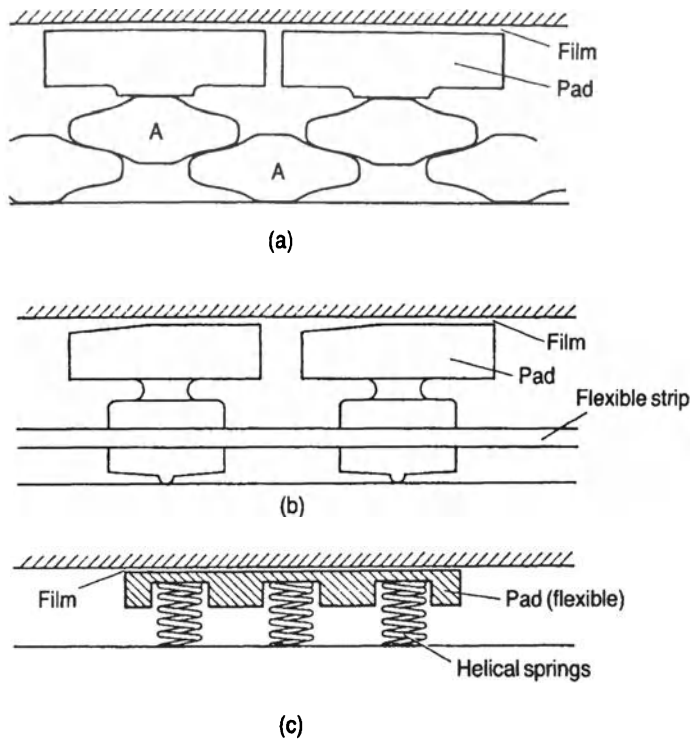 Film
Pad
A
A
(a)
Film
Pad
Flexible strip
(b)
Film
Pad (flexible)
Helical springs
(c)